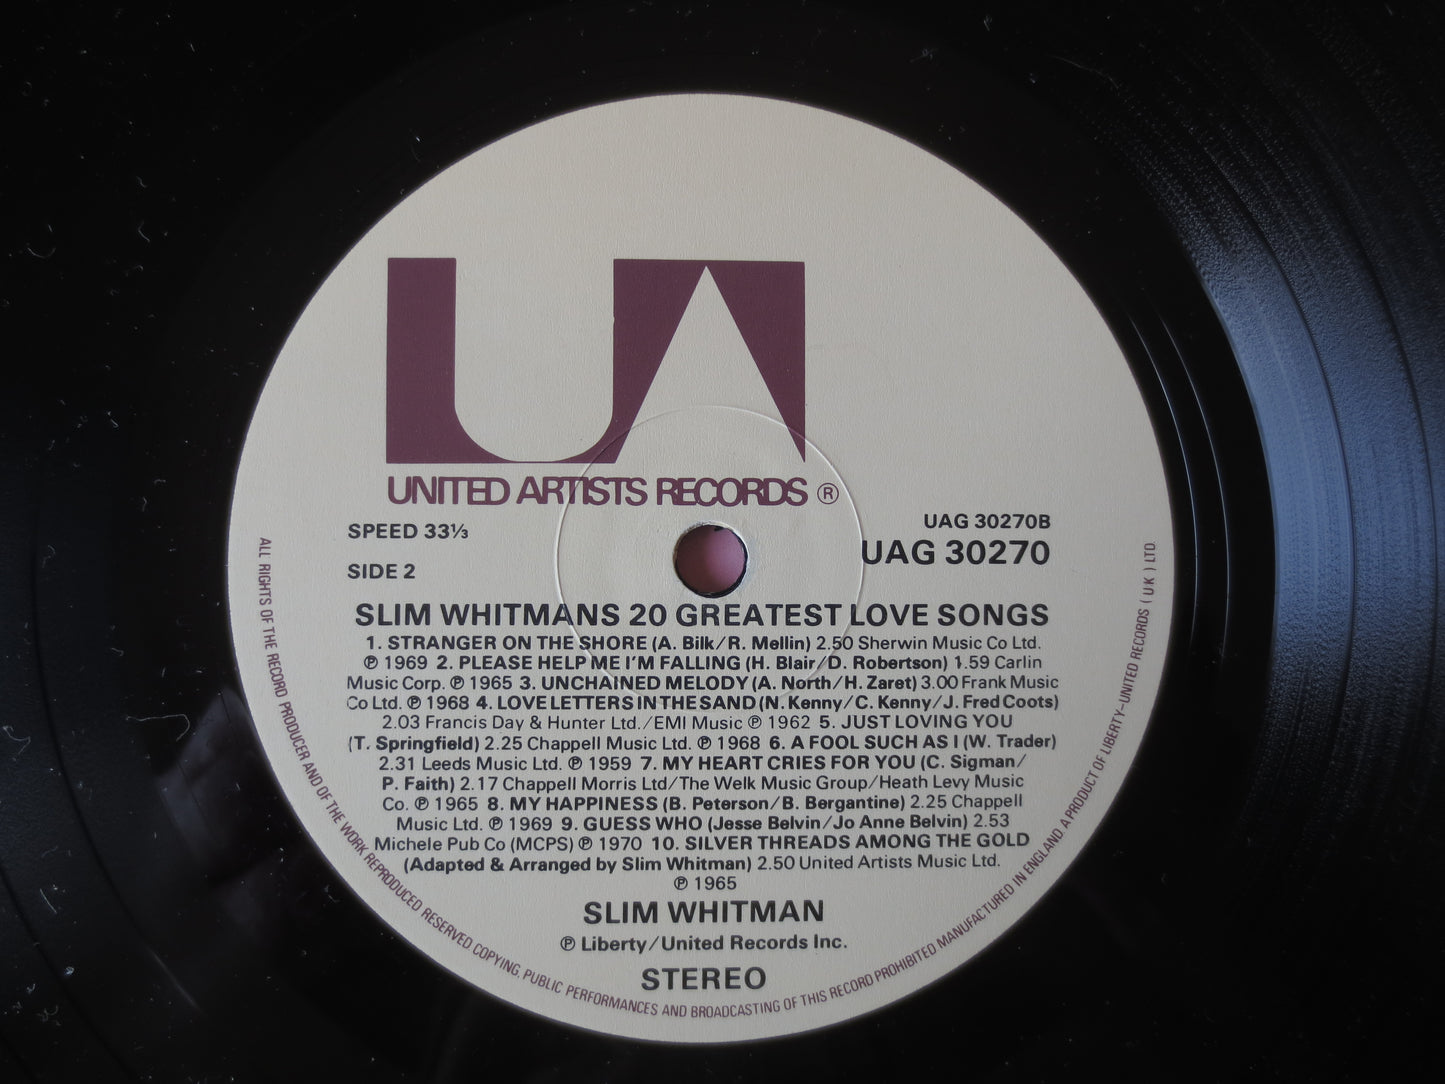 UNITED ARTISTS RECORDS ®
SPEED 33⅓
UAG 30270B
UAG 30270
SIDE 2
SLIM WHITMANS 20 GREATEST LOVE SONGS
1. STRANGER ON THE SHORE (A. Bilk/R. Mellin) 2.50 Sherwin Music Co Ltd.
℗ 1969 2. PLEASE HELP ME I'M FALLING (H. Blair/D. Robertson) 1.59 Carlin
Music Corp. ℗ 1965 3. UNCHAINED MELODY (A. North/H. Zaret) 3.00 Frank Music
Co Ltd. ℗ 1968 4. LOVE LETTERS IN THE SAND (N. Kenny/C. Kenny/J. Fred Coots)
2.03 Francis Day & Hunter Ltd./EMI Music ℗ 1962 5. JUST LOVING YOU
(T. Springfield) 2.25 Chappell Music Ltd. ℗ 1968 6. A FOOL SUCH AS I (W. Trader)
2.31 Leeds Music Ltd. ℗ 1959 7. MY HEART CRIES FOR YOU (C. Sigman/
P. Faith) 2.17 Chappell Morris Ltd/The Welk Music Group/Heath Levy Music
Co. ℗ 1965 8. MY HAPPINESS (B. Peterson/B. Bergantine) 2.25 Chappell
Music Ltd. ℗ 1969 9. GUESS WHO (Jesse Belvin/Jo Anne Belvin) 2.53
Michele Pub Co (MCPS) ℗ 1970 10. SILVER THREADS AMONG THE GOLD
(Adapted & Arranged by Slim Whitman) 2.50 United Artists Music Ltd.
℗ 1965
SLIM WHITMAN
℗ Liberty/United Records Inc.
STEREO
ALL RIGHTS OF THE RECORD PRODUCER AND OF THE WORK REPRODUCED RESERVED COPYING, PUBLIC PERFORMANCES AND BROADCASTING OF THIS RECORD PROHIBITED MANUFACTURED IN ENGLAND A PRODUCT OF LIBERTY-UNITED RECORDS (U.K.) LTD.